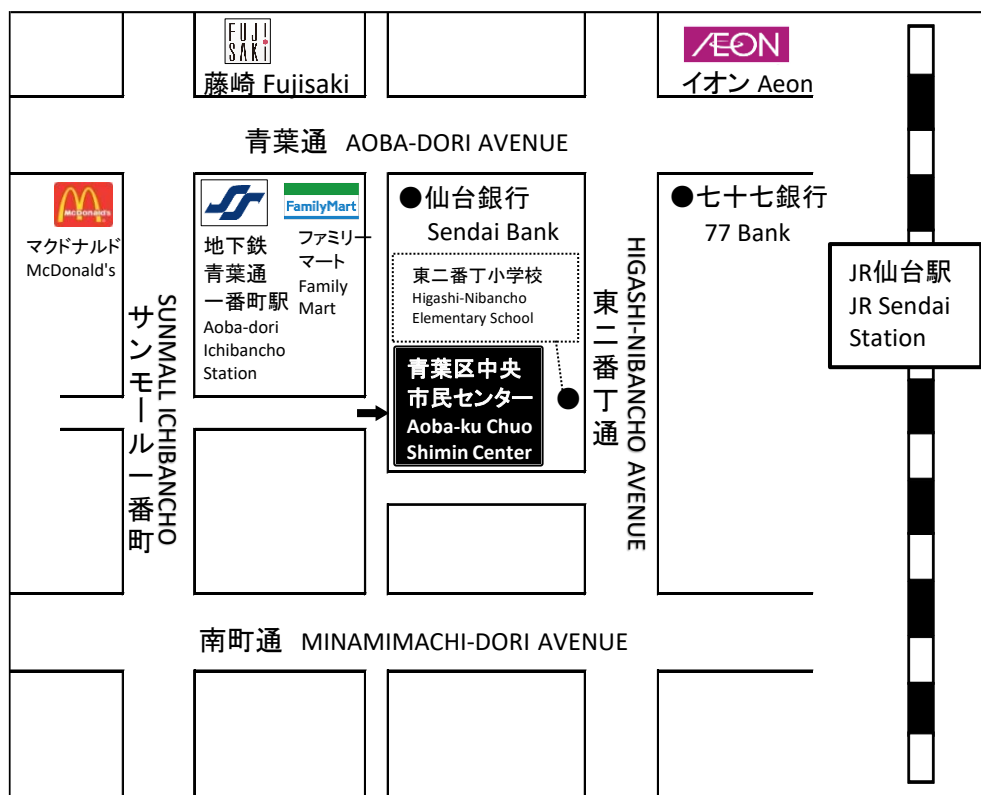 FUJI
SAKI
藤崎 Fujisaki
ÆON
イオン Aeon
青葉通 AOBA-DORI AVENUE
McDonald's
マクドナルド
McDonald's
地下鉄
青葉通
一番町駅
Aoba-dori
Ichibancho
Station
FamilyMart
ファミリー
マート
Family
Mart
●仙台銀行
Sendai Bank
東二番丁小学校
Higashi-Nibancho
Elementary School
青葉区中央
市民センター
Aoba-ku Chuo
Shimin Center
●七十七銀行
77 Bank
JR仙台駅
JR Sendai
Station
サンモール一番町
SUNMALL ICHIBANCHO
東二番丁通
HIGASHI-NIBANCHO AVENUE
南町通 MINAMIMACHI-DORI AVENUE